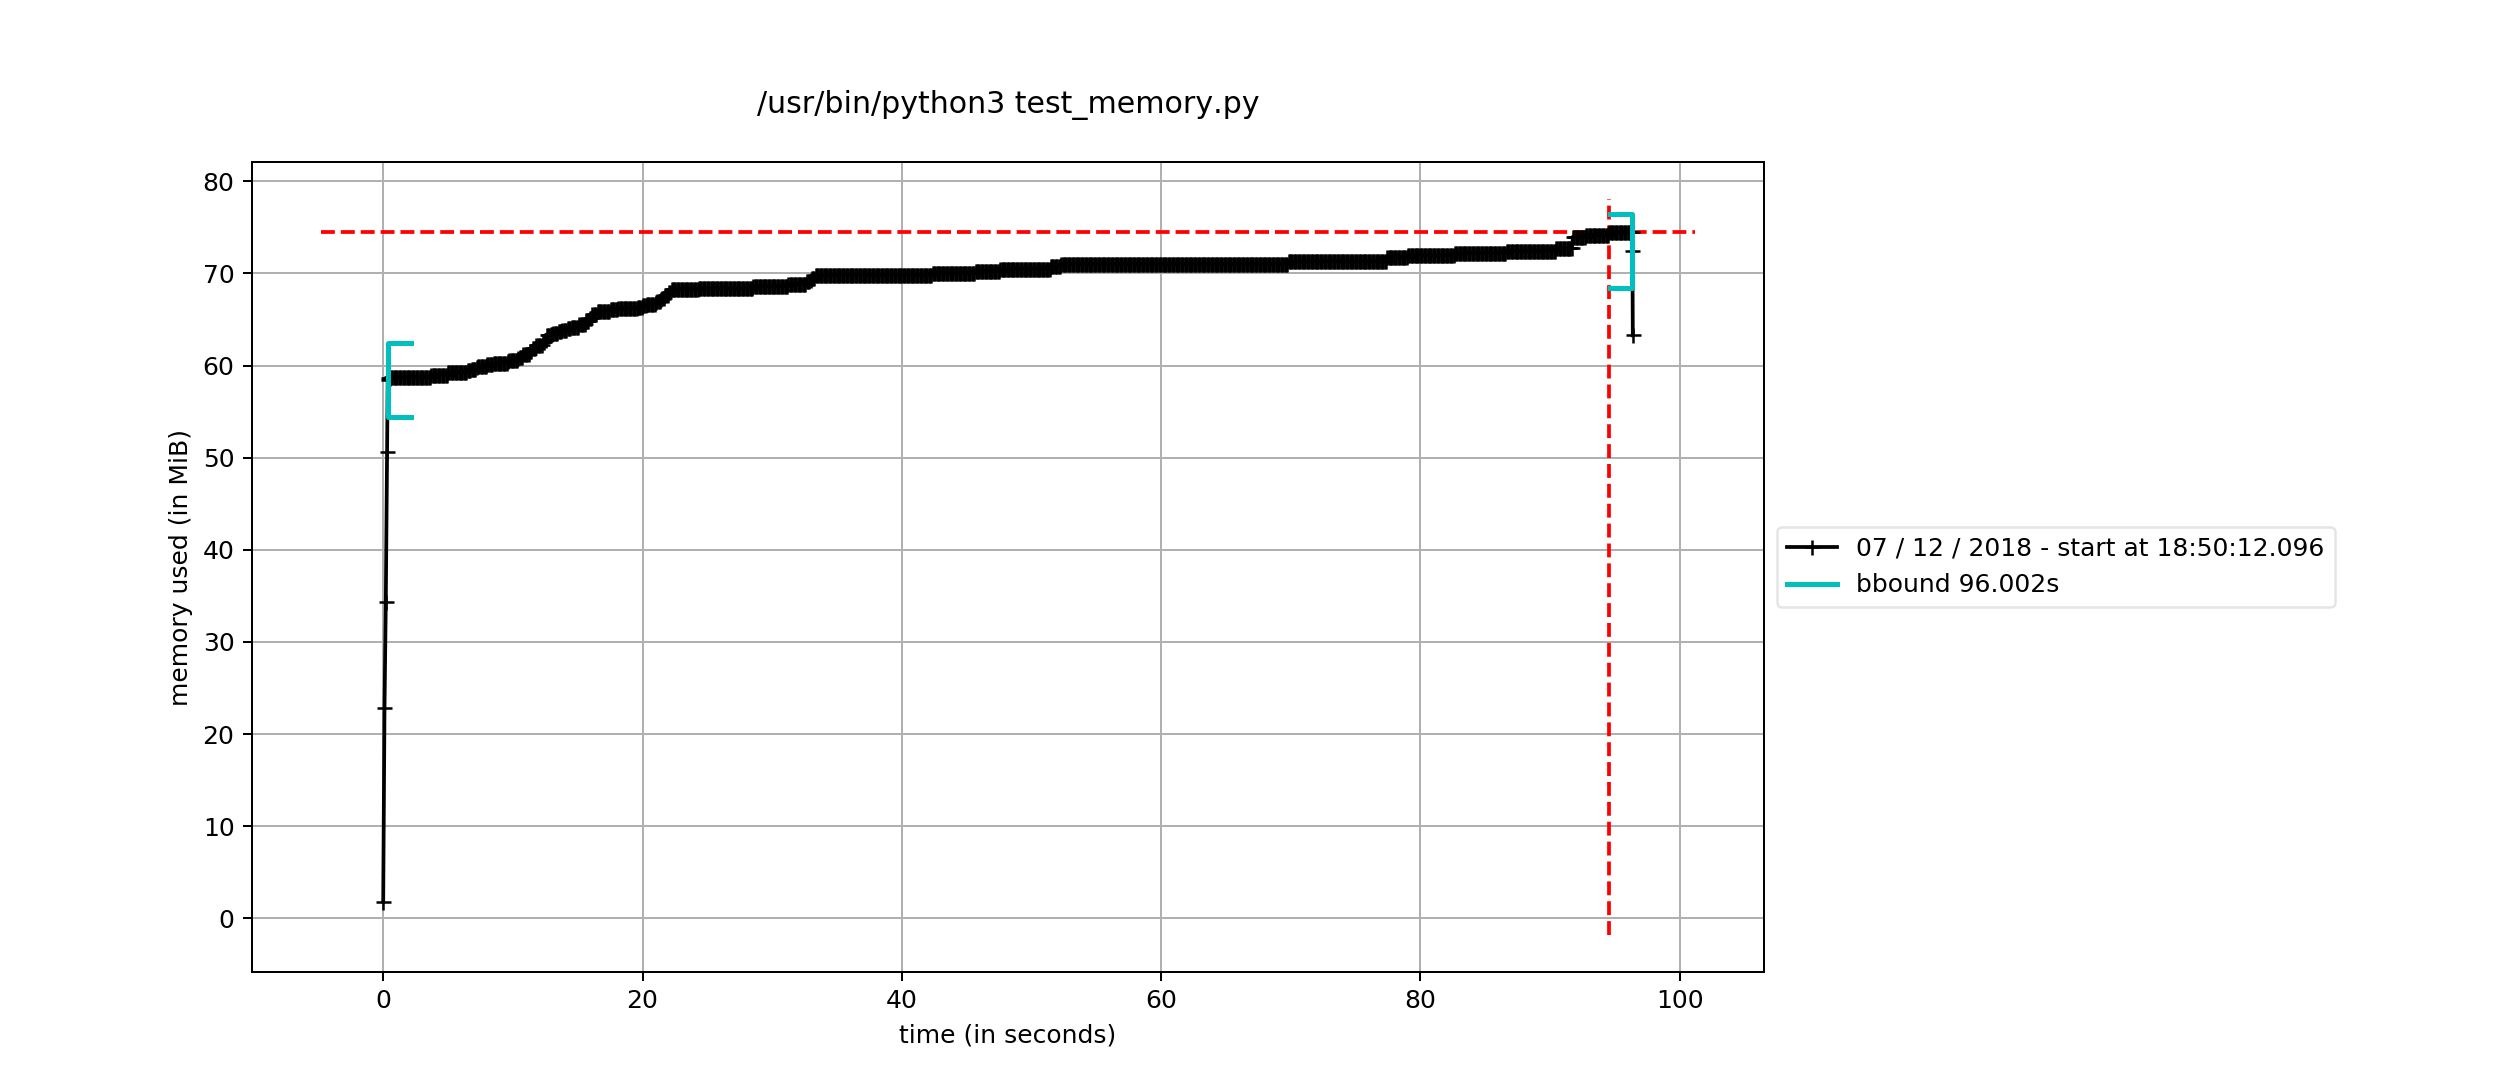 /usr/bin/python3 test_memory.py
80
70
60
50
40
30
20
10
0
memory used (in MiB)
0 20 40 60 80 100
time (in seconds)
07 / 12 / 2018 - start at 18:50:12.096
bbound 96.002s